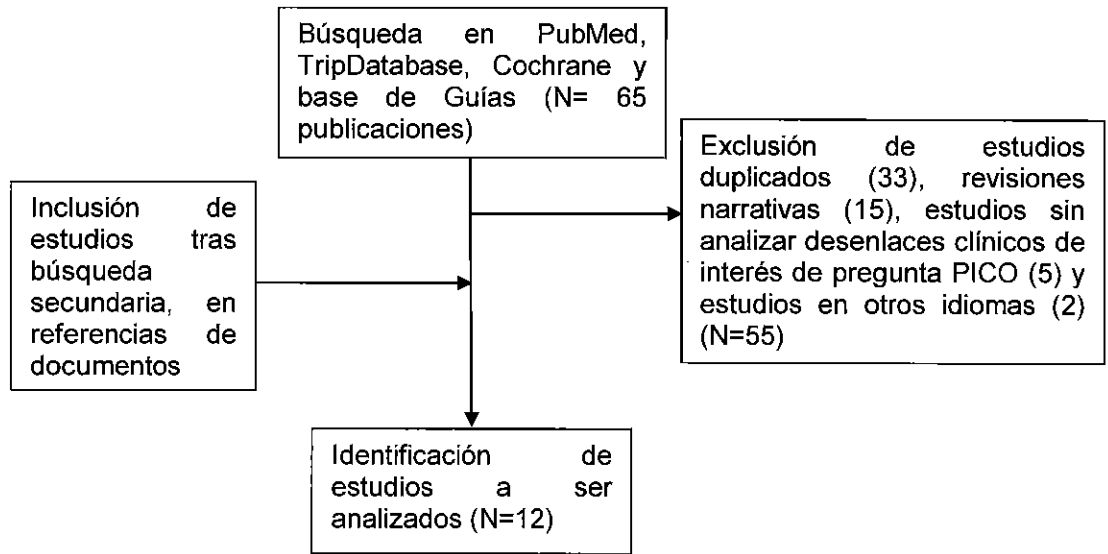 Búsqueda en PubMed,
TripDatabase, Cochrane y
base de Guías (N= 65
publicaciones)
Exclusión de estudios
duplicados (33), revisiones
narrativas (15), estudios sin
analizar desenlaces clínicos de
interés de pregunta PICO (5) y
estudios en otros idiomas (2)
(N=55)
Inclusión de
estudios tras
búsqueda
secundaria, en
referencias de
documentos
Identificación de
estudios a ser
analizados (N=12)